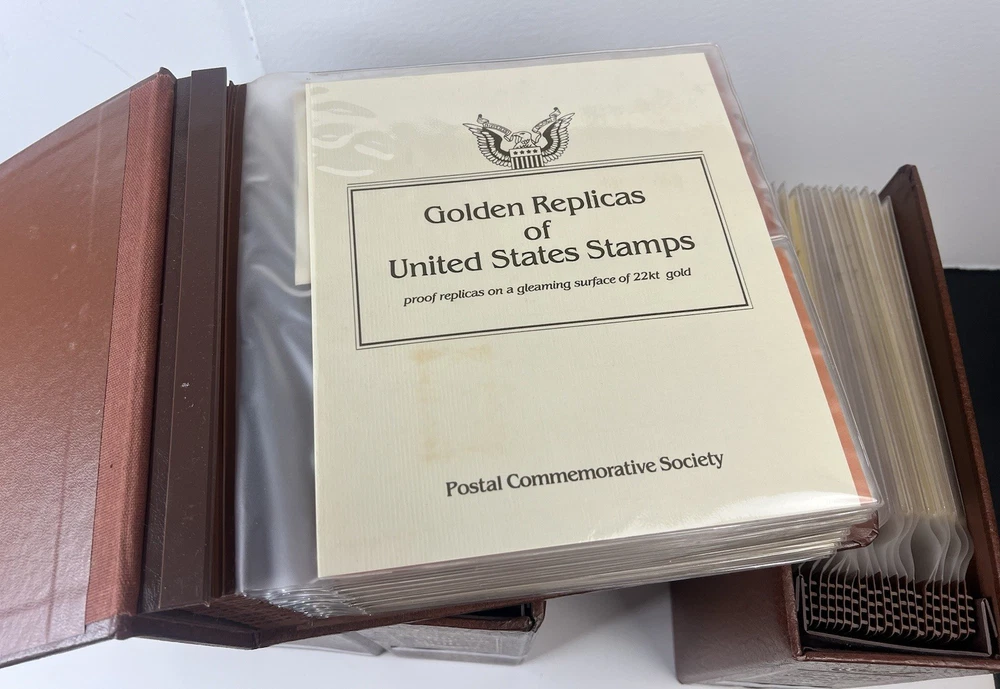 Golden Replicas
of
United States Stamps
proof replicas on a gleaming surface of 22kt gold
Postal Commemorative Society